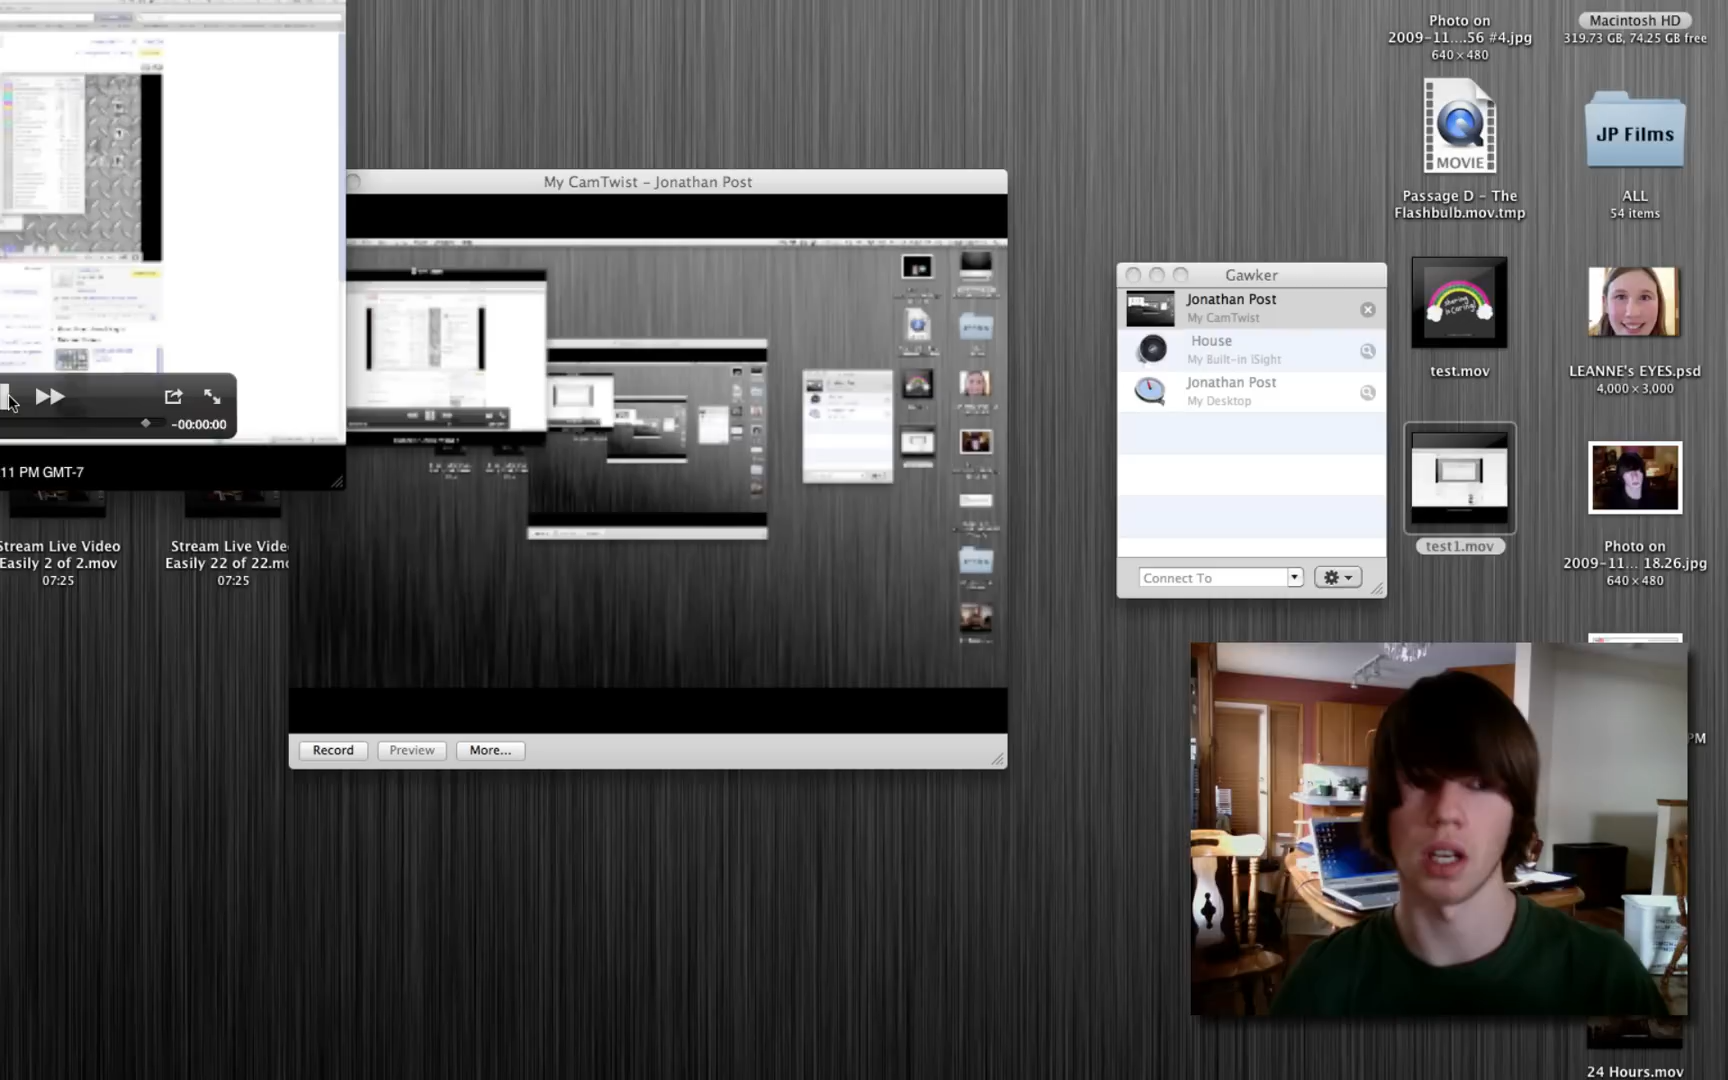 -00:00:00
11 PM GMT-7
Stream Live Video
Easily 2 of 2.mov
07:25
Stream Live Vide
Easily 22 of 22.mo
07:25
My CamTwist – Jonathan Post
Record
Preview
More...
Gawker
Jonathan Post
My CamTwist
House
My Built-in iSight
Jonathan Post
My Desktop
Connect To
Photo on
2009-11....56 #4.jpg
640×480
MOVIE
Passage D – The
Flashbulb.mov.tmp
sharing
is Caring!
test.mov
test1.mov
Macintosh HD
319.73 GB, 74.25 GB free
JP Films
ALL
54 items
LEANNE's EYES.psd
4,000×3,000
Photo on
2009-11... 18.26.jpg
640×480
PM
24 Hours.mov